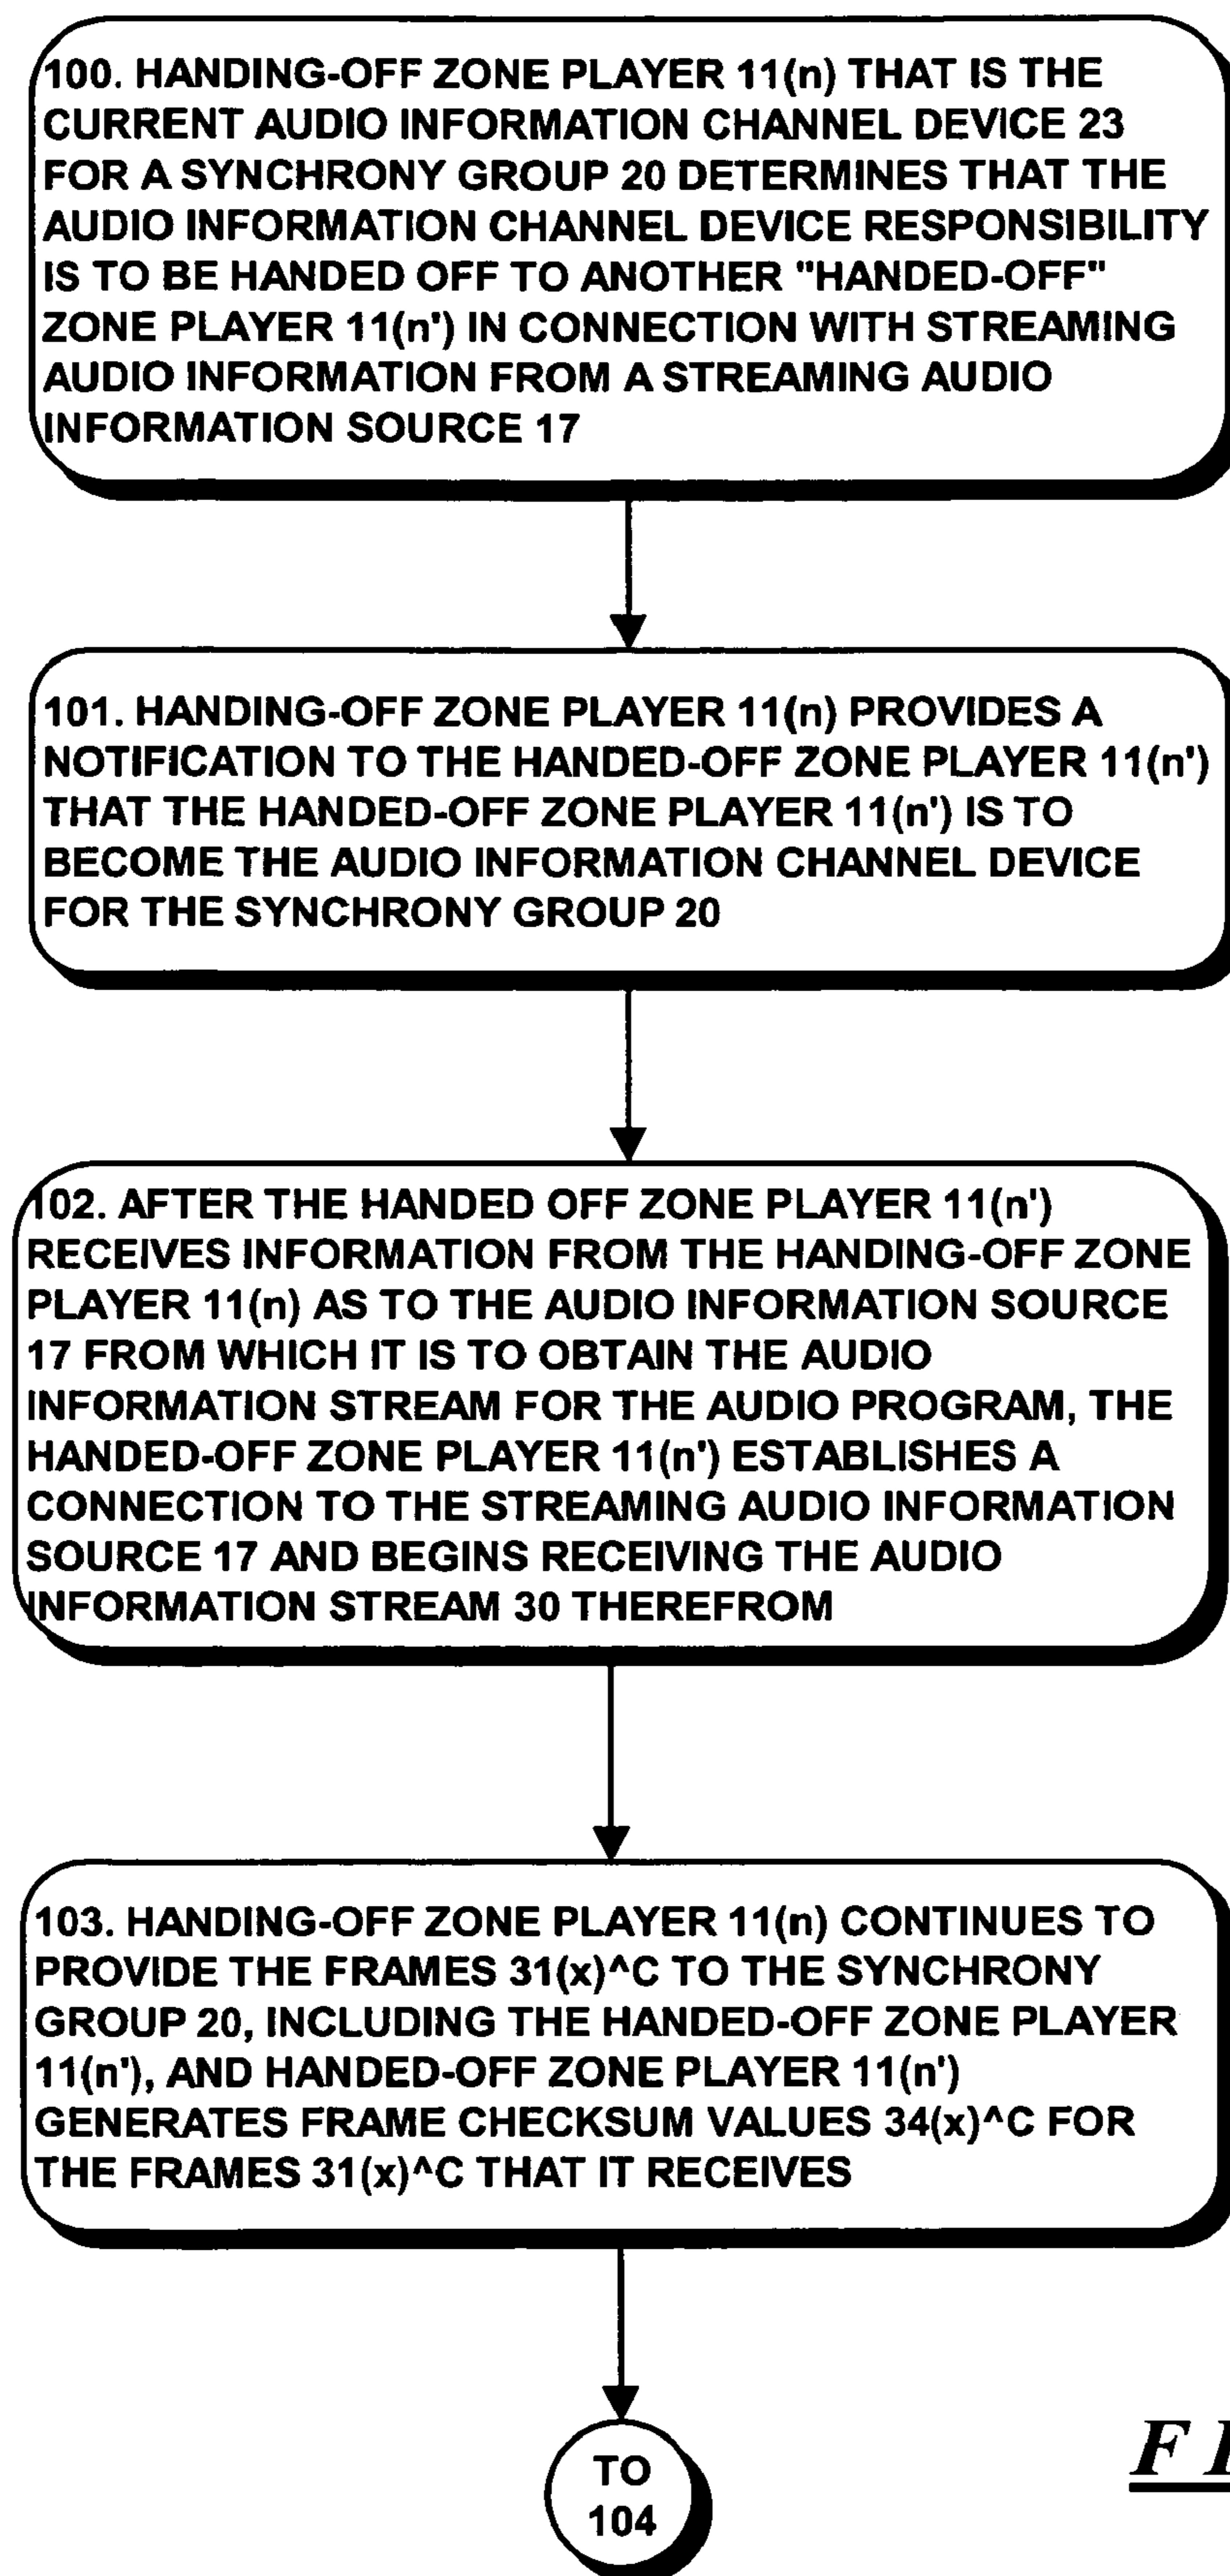 100. HANDING-OFF ZONE PLAYER 11(n) THAT IS THE
CURRENT AUDIO INFORMATION CHANNEL DEVICE 23
FOR A SYNCHRONY GROUP 20 DETERMINES THAT THE
AUDIO INFORMATION CHANNEL DEVICE RESPONSIBILITY
IS TO BE HANDED OFF TO ANOTHER "HANDED-OFF"
ZONE PLAYER 11(n') IN CONNECTION WITH STREAMING
AUDIO INFORMATION FROM A STREAMING AUDIO
INFORMATION SOURCE 17
101. HANDING-OFF ZONE PLAYER 11(n) PROVIDES A
NOTIFICATION TO THE HANDED-OFF ZONE PLAYER 11(n')
THAT THE HANDED-OFF ZONE PLAYER 11(n') IS TO
BECOME THE AUDIO INFORMATION CHANNEL DEVICE
FOR THE SYNCHRONY GROUP 20
102. AFTER THE HANDED OFF ZONE PLAYER 11(n')
RECEIVES INFORMATION FROM THE HANDING-OFF ZONE
PLAYER 11(n) AS TO THE AUDIO INFORMATION SOURCE
17 FROM WHICH IT IS TO OBTAIN THE AUDIO
INFORMATION STREAM FOR THE AUDIO PROGRAM, THE
HANDED-OFF ZONE PLAYER 11(n') ESTABLISHES A
CONNECTION TO THE STREAMING AUDIO INFORMATION
SOURCE 17 AND BEGINS RECEIVING THE AUDIO
INFORMATION STREAM 30 THEREFROM
103. HANDING-OFF ZONE PLAYER 11(n) CONTINUES TO
PROVIDE THE FRAMES 31(x)^C TO THE SYNCHRONY
GROUP 20, INCLUDING THE HANDED-OFF ZONE PLAYER
11(n'), AND HANDED-OFF ZONE PLAYER 11(n')
GENERATES FRAME CHECKSUM VALUES 34(x)^C FOR
THE FRAMES 31(x)^C THAT IT RECEIVES
TO
104